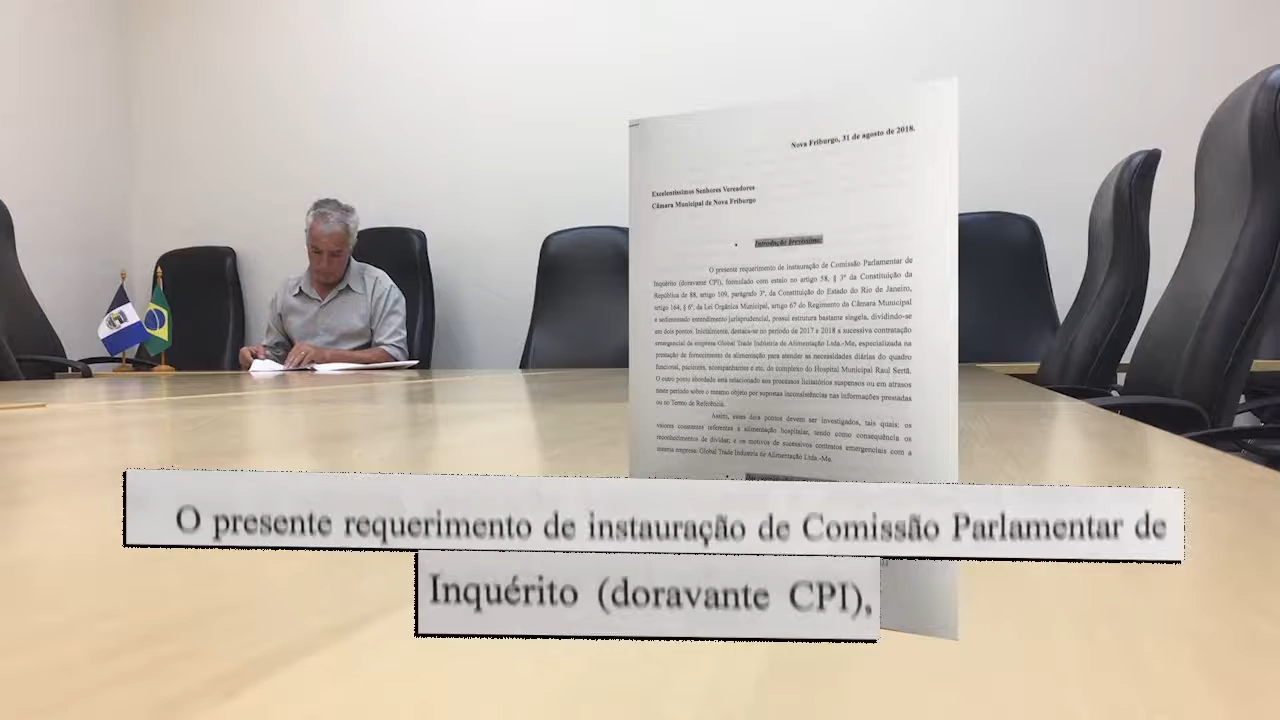 Nova Friburgo, 31 de agosto de 2018.
Excelentíssimos Senhores Vereadores
Câmara Municipal de Nova Friburgo
Introdução brevíssima:
O presente requerimento de instauração de Comissão Parlamentar de
Inquérito (doravante CPI), formulado com esteio no artigo 58, § 3º da Constituição da
República de 88, artigo 109, parágrafo 3º, da Constituição do Estado do Rio de Janeiro,
artigo 164, § 6º, da Lei Orgânica Municipal, artigo 67 do Regimento da Câmara Municipal
e sedimentado entendimento jurisprudencial, possui estrutura bastante singela, dividindo-se
em dois pontos. Inicialmente, destaca-se no período de 2017 e 2018 a sucessiva contratação
emergencial da empresa Global Trade Indústria de Alimentação Ltda.-Me, especializada na
prestação de fornecimento de alimentação para atender as necessidades diárias do quadro
funcional, pacientes, acompanhantes e etc. do complexo do Hospital Municipal Raul Sertã.
O outro ponto abordado está relacionado aos processos licitatórios suspensos ou em atrasos
neste período sobre o mesmo objeto por supostas inconsistências nas informações prestadas
ou no Termo de Referência.
Assim, esses dois pontos devem ser investigados, tais quais: os
valores constantes referentes à alimentação hospitalar, tendo como consequência os
reconhecimentos de dívidas; e os motivos de sucessivos contratos emergenciais com a
mesma empresa: Global Trade Indústria de Alimentação Ltda.-Me.
O presente requerimento de instauração de Comissão Parlamentar de
Inquérito (doravante CPI),